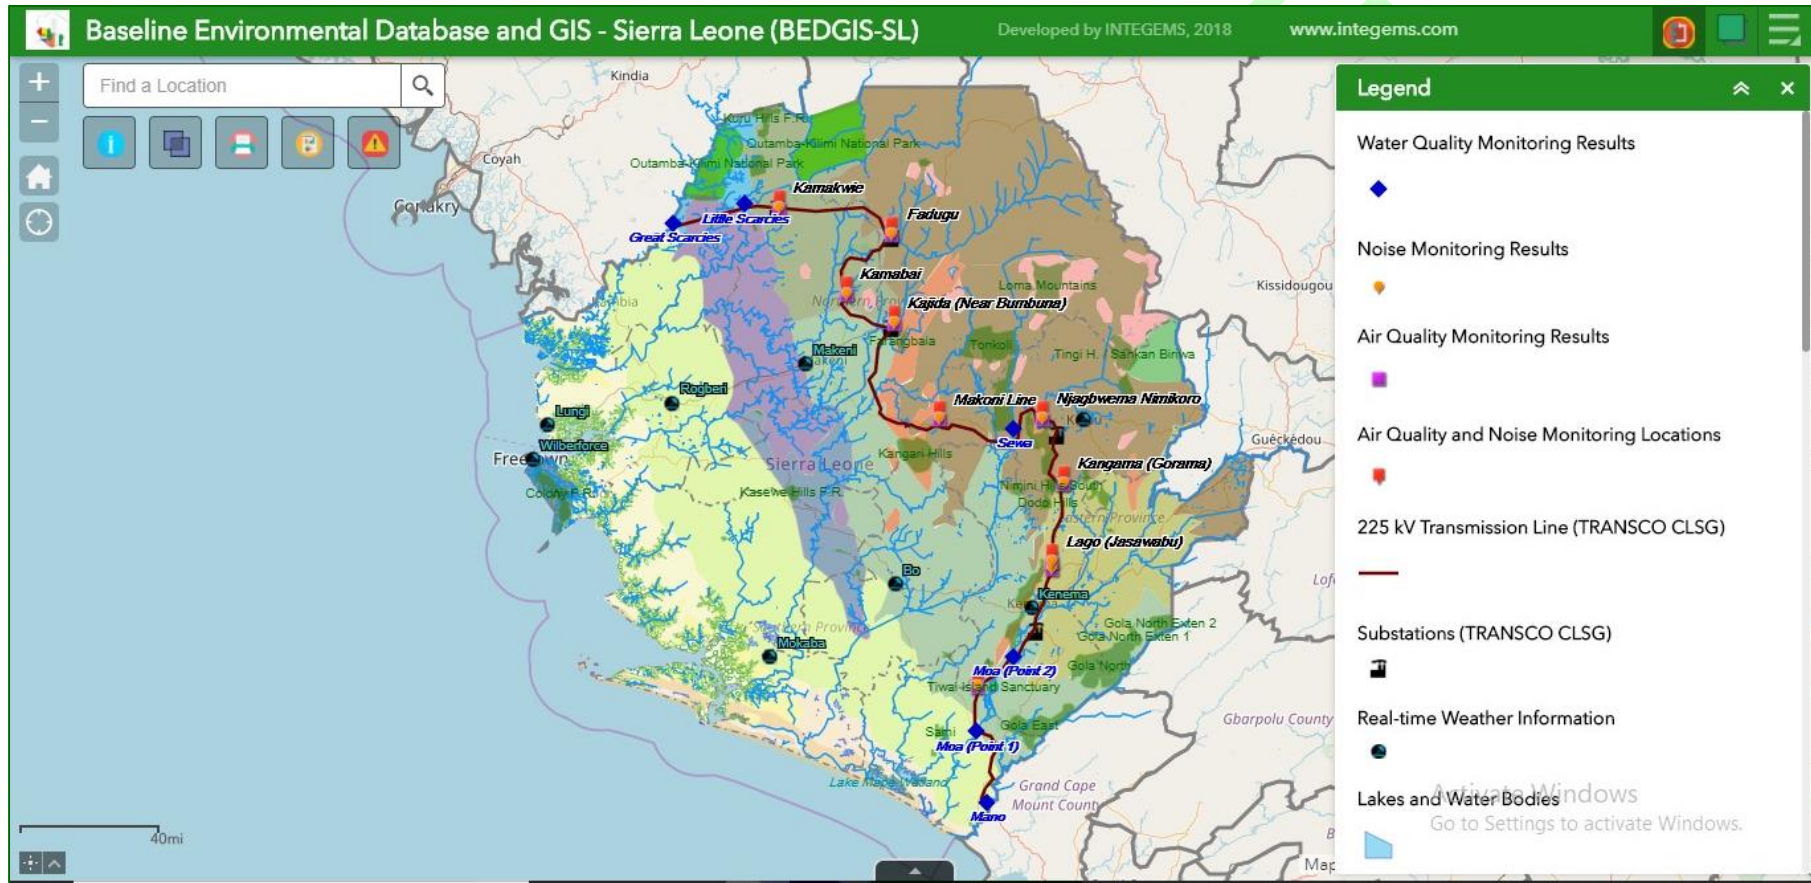 Baseline Environmental Database and GIS - Sierra Leone (BEDGIS-SL)
Developed by INTEGEMS, 2018
www.integems.com
Find a Location
Legend
Water Quality Monitoring Results
Noise Monitoring Results
Air Quality Monitoring Results
Air Quality and Noise Monitoring Locations
225 kV Transmission Line (TRANSCO CLSG)
Substations (TRANSCO CLSG)
Real-time Weather Information
Lakes and Water Bodies
Activate Windows
Go to Settings to activate Windows.
Kindia
Kuru Hills F.R.
Outamba-Kilimi National Park
Outamba-Kilimi National Park
Coyah
Conakry
Kamakwie
Little Scarcies
Great Scarcies
Fadugu
Kamabai
Loma Mountains
Kissidougou
Kajida (Near Bumbuna)
Farangbaia
Tonkoli
Tingi H. / Sankan Biriwa
Makeni
Rogberi
Makoni Line
Njagbwema Nimikoro
Lungi
Sewa
Guéckédou
Wilberforce
Freetown
Kangari Hills
Sierra Leone
Kangama (Gorama)
Nimini Hills South
Colony F.R.
Kasewe Hills F.R.
Dodo Hills
Eastern Province
Lago (Jasawabu)
Bo
Kenema
Gola North Exten 2
Southern Province
Gola North Exten 1
Mokaba
Moa (Point 2)
Gola North
Tiwai Island Sanctuary
Gbarpolu County
Gola East
Sami
Moa (Point 1)
Grand Cape
Mount County
Mano
40mi